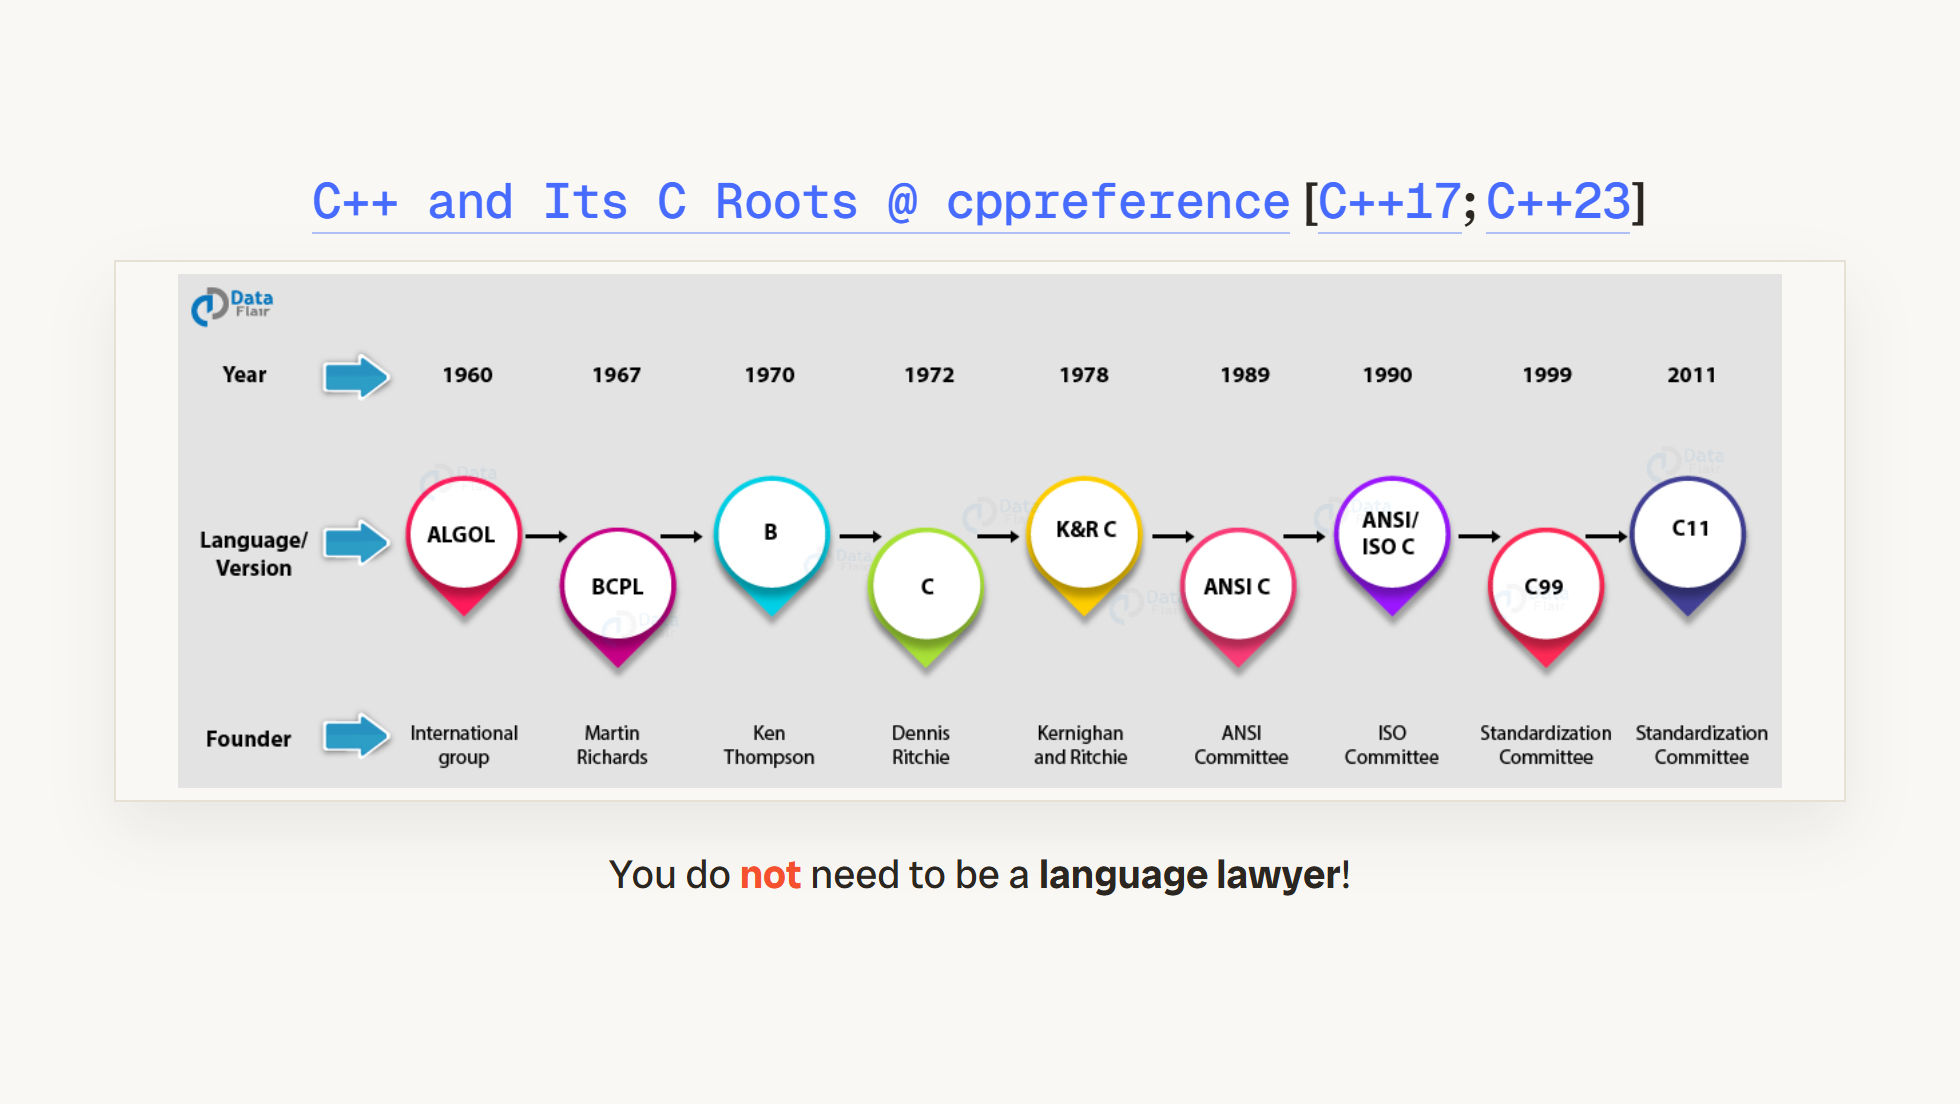 C++ and Its C Roots @ cppreference [C++17; C++23]
Data
Flair
Year 1960 1967 1970 1972 1978 1989 1990 1999 2011
Language/
Version
ALGOL
BCPL
B
C
K&R C
ANSI C
ANSI/
ISO C
C99
C11
Founder
International
group
Martin
Richards
Ken
Thompson
Dennis
Ritchie
Kernighan
and Ritchie
ANSI
Committee
ISO
Committee
Standardization
Committee
Standardization
Committee
You do not need to be a language lawyer!